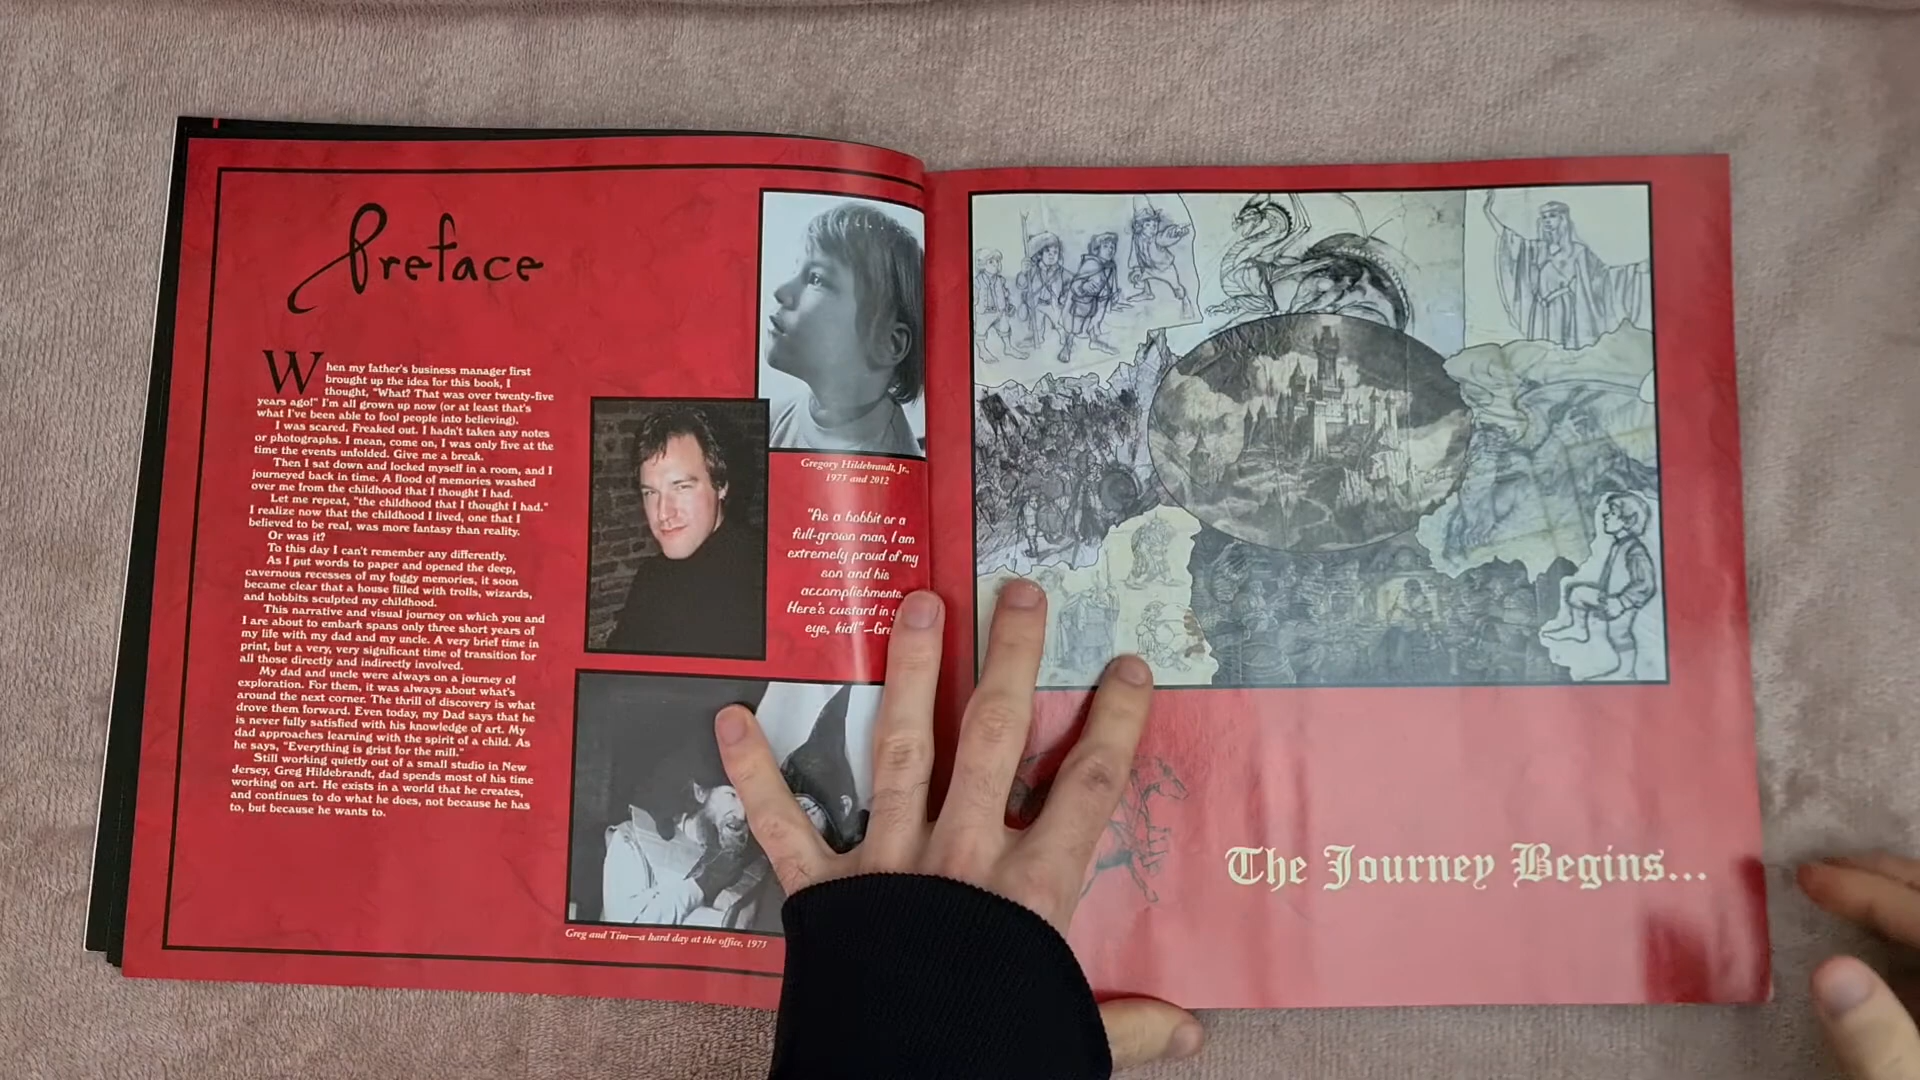 Preface
When my father's business manager first
brought up the idea for this book, I
thought, "What? That was over twenty-five
years ago!" I'm all grown up now (or at least that's
what I've been able to fool people into believing).
I was scared. Freaked out. I hadn't taken any notes
or photographs. I mean, come on, I was only five at the
time the events unfolded. Give me a break.
Then I sat down and locked myself in a room, and I
journeyed back in time. A flood of memories washed
over me from the childhood that I thought I had.
Let me repeat, "the childhood that I thought I had."
I realize now that the childhood I lived, one that I
believed to be real, was more fantasy than reality.
Or was it?
To this day I can't remember any differently.
As I put words to paper and opened the deep,
cavernous recesses of my foggy memories, it soon
became clear that a house filled with trolls, wizards,
and hobbits sculpted my childhood.
This narrative and visual journey on which you and
I are about to embark spans only three short years of
my life with my dad and my uncle. A very brief time in
print, but a very, very significant time of transition for
all those directly and indirectly involved.
My dad and uncle were always on a journey of
exploration. For them, it was always about what's
around the next corner. The thrill of discovery is what
drove them forward. Even today, my Dad says that he
is never fully satisfied with his knowledge of art. My
dad approaches learning with the spirit of a child. As
he says, "Everything is grist for the mill."
Still working quietly out of a small studio in New
Jersey, Greg Hildebrandt, dad spends most of his time
working on art. He exists in a world that he creates,
and continues to do what he does, not because he has
to, but because he wants to.
Gregory Hildebrandt, Jr.,
1975 and 2012
"As a hobbit or a
full-grown man, I am
extremely proud of my
son and his
accomplishments.
Here's custard in
eye, kid!"—Gre
Greg and Tim—a hard day at the office, 1975
The Journey Begins...